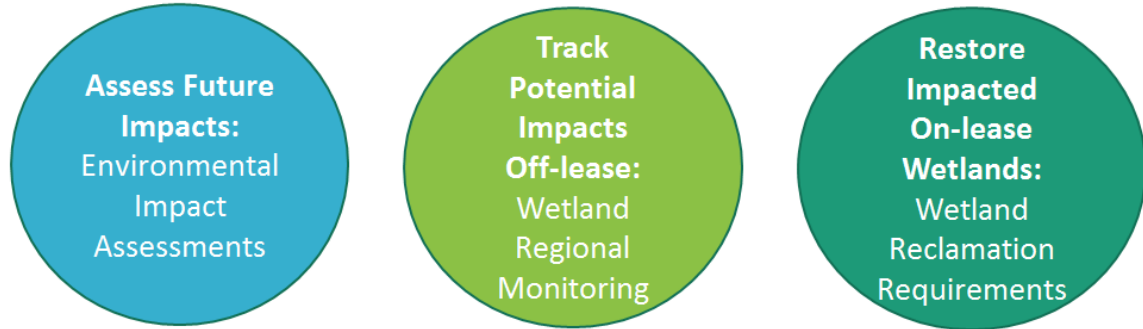 Assess Future
Impacts:
Environmental
Impact
Assessments
Track
Potential
Impacts
Off-lease:
Wetland
Regional
Monitoring
Restore
Impacted
On-lease
Wetlands:
Wetland
Reclamation
Requirements